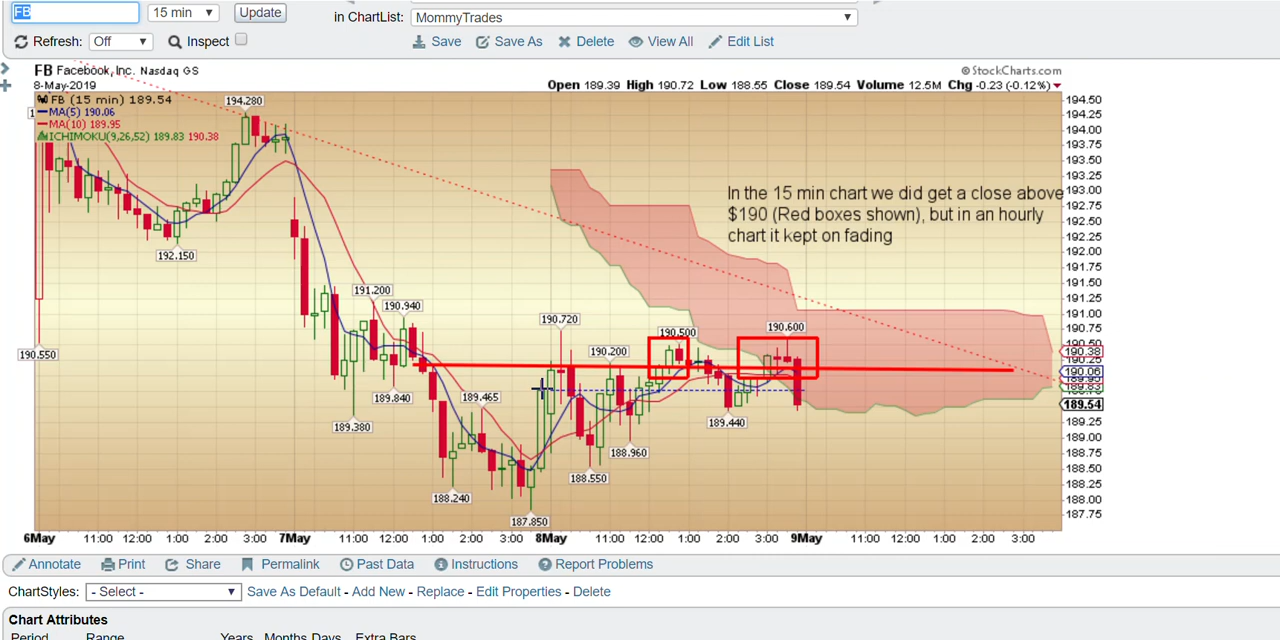 FB 15 min Update in ChartList: MommyTrades
Refresh: Off Inspect Save Save As Delete View All Edit List
FB Facebook, Inc. Nasdaq GS © StockCharts.com
8-May-2019 Open 189.39 High 190.72 Low 188.55 Close 189.54 Volume 12.5M Chg -0.23 (-0.12%)
FB (15 min) 189.54
MA(5) 190.06
MA(10) 189.95
ICHIMOKU(9,26,52) 189.83 190.38
194.280
192.150
190.550
191.200
190.940
189.840
189.380
189.465
188.240
187.850
190.720
190.200
188.550
188.960
190.500
189.440
190.600
In the 15 min chart we did get a close above
$190 (Red boxes shown), but in an hourly
chart it kept on fading
194.50
194.25
194.00
193.75
193.50
193.25
193.00
192.75
192.50
192.25
192.00
191.75
191.50
191.25
191.00
190.75
190.38
190.06
189.54
189.25
189.00
188.75
188.50
188.25
188.00
187.75
6May 11:00 12:00 1:00 2:00 3:00 7May 11:00 12:00 1:00 2:00 3:00 8May 11:00 12:00 1:00 2:00 3:00 9May 11:00 12:00 1:00 2:00 3:00
Annotate Print Share Permalink Past Data Instructions Report Problems
ChartStyles: - Select - Save As Default - Add New - Replace - Edit Properties - Delete
Chart Attributes
Period Range Years Months Days Extra Bars